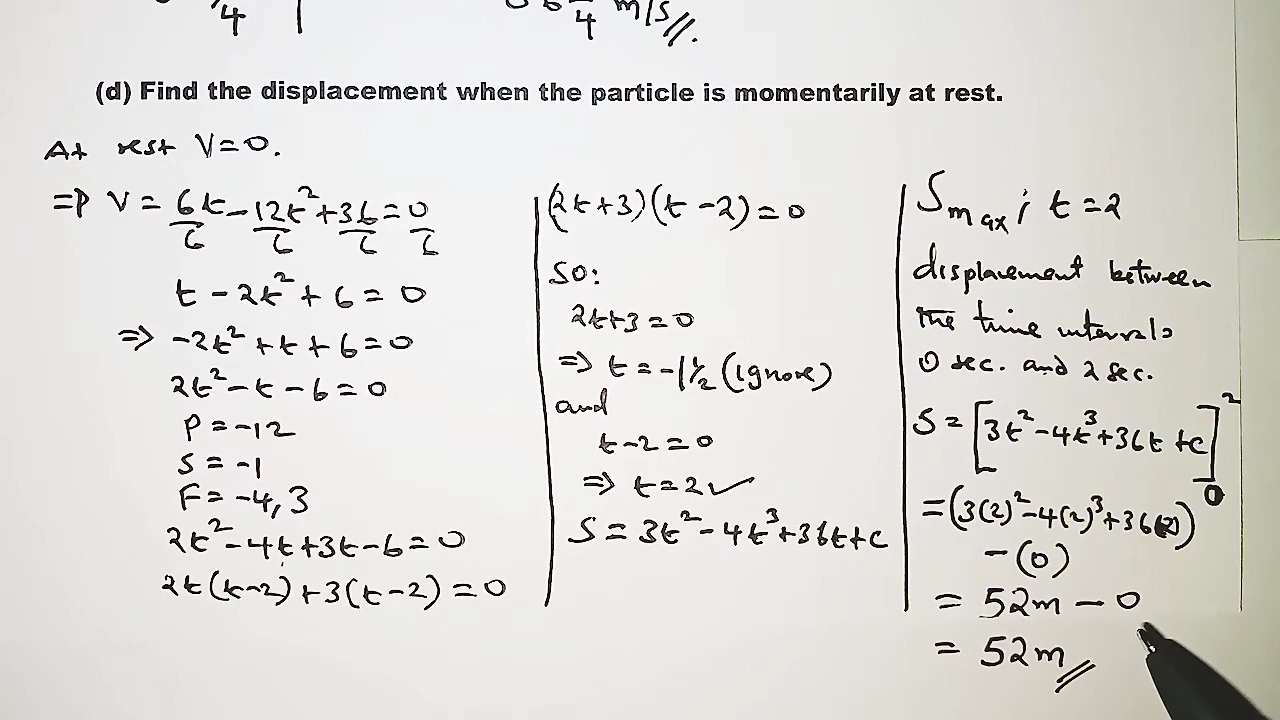 4
4 m/s//.
(d) Find the displacement when the particle is momentarily at rest.
At rest V=0.
=> V = 6t/6 - 12t²/6 + 36/6 = 0/6
t - 2t² + 6 = 0
=> -2t² + t + 6 = 0
2t² - t - 6 = 0
P = -12
S = -1
F = -4, 3
2t² - 4t + 3t - 6 = 0
2t(t-2) + 3(t-2) = 0
(2t+3)(t-2) = 0
So:
2t+3 = 0
=> t = -1½ (ignore)
and
t-2 = 0
=> t = 2 ✓
S = 3t² - 4t³ + 36t + c
Smax; t = 2
displacement between
the time intervals
0 sec. and 2 sec.
S = [3t² - 4t³ + 36t + c]²₀
= (3(2)² - 4(2)³ + 36(2))
- (0)
= 52m - 0
= 52m//